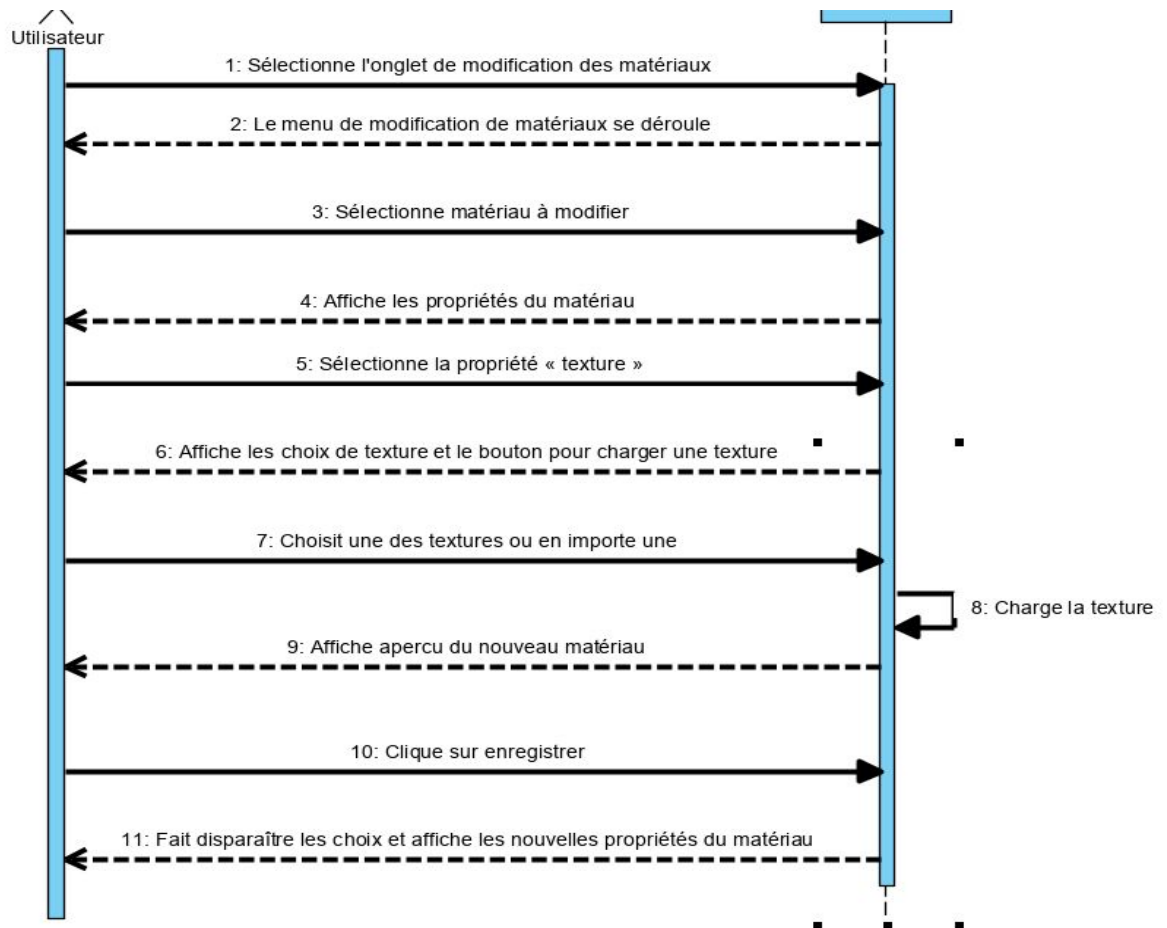 Utilisateur
1: Sélectionne l'onglet de modification des matériaux
2: Le menu de modification de matériaux se déroule
3: Sélectionne matériau à modifier
4: Affiche les propriétés du matériau
5: Sélectionne la propriété « texture »
6: Affiche les choix de texture et le bouton pour charger une texture
7: Choisit une des textures ou en importe une
8: Charge la texture
9: Affiche apercu du nouveau matériau
10: Clique sur enregistrer
11: Fait disparaître les choix et affiche les nouvelles propriétés du matériau